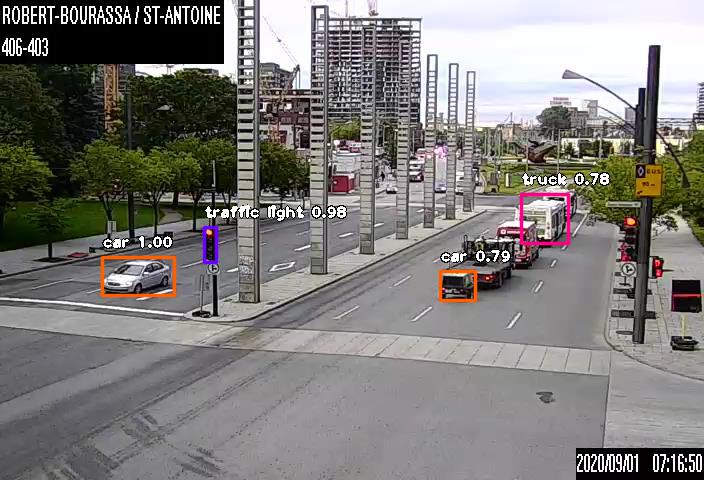 ROBERT-BOURASSA / ST-ANTOINE
406-403
truck 0.78
traffic light 0.98
car 1.00
car 0.79
BUS
2020/09/01 07:16:50